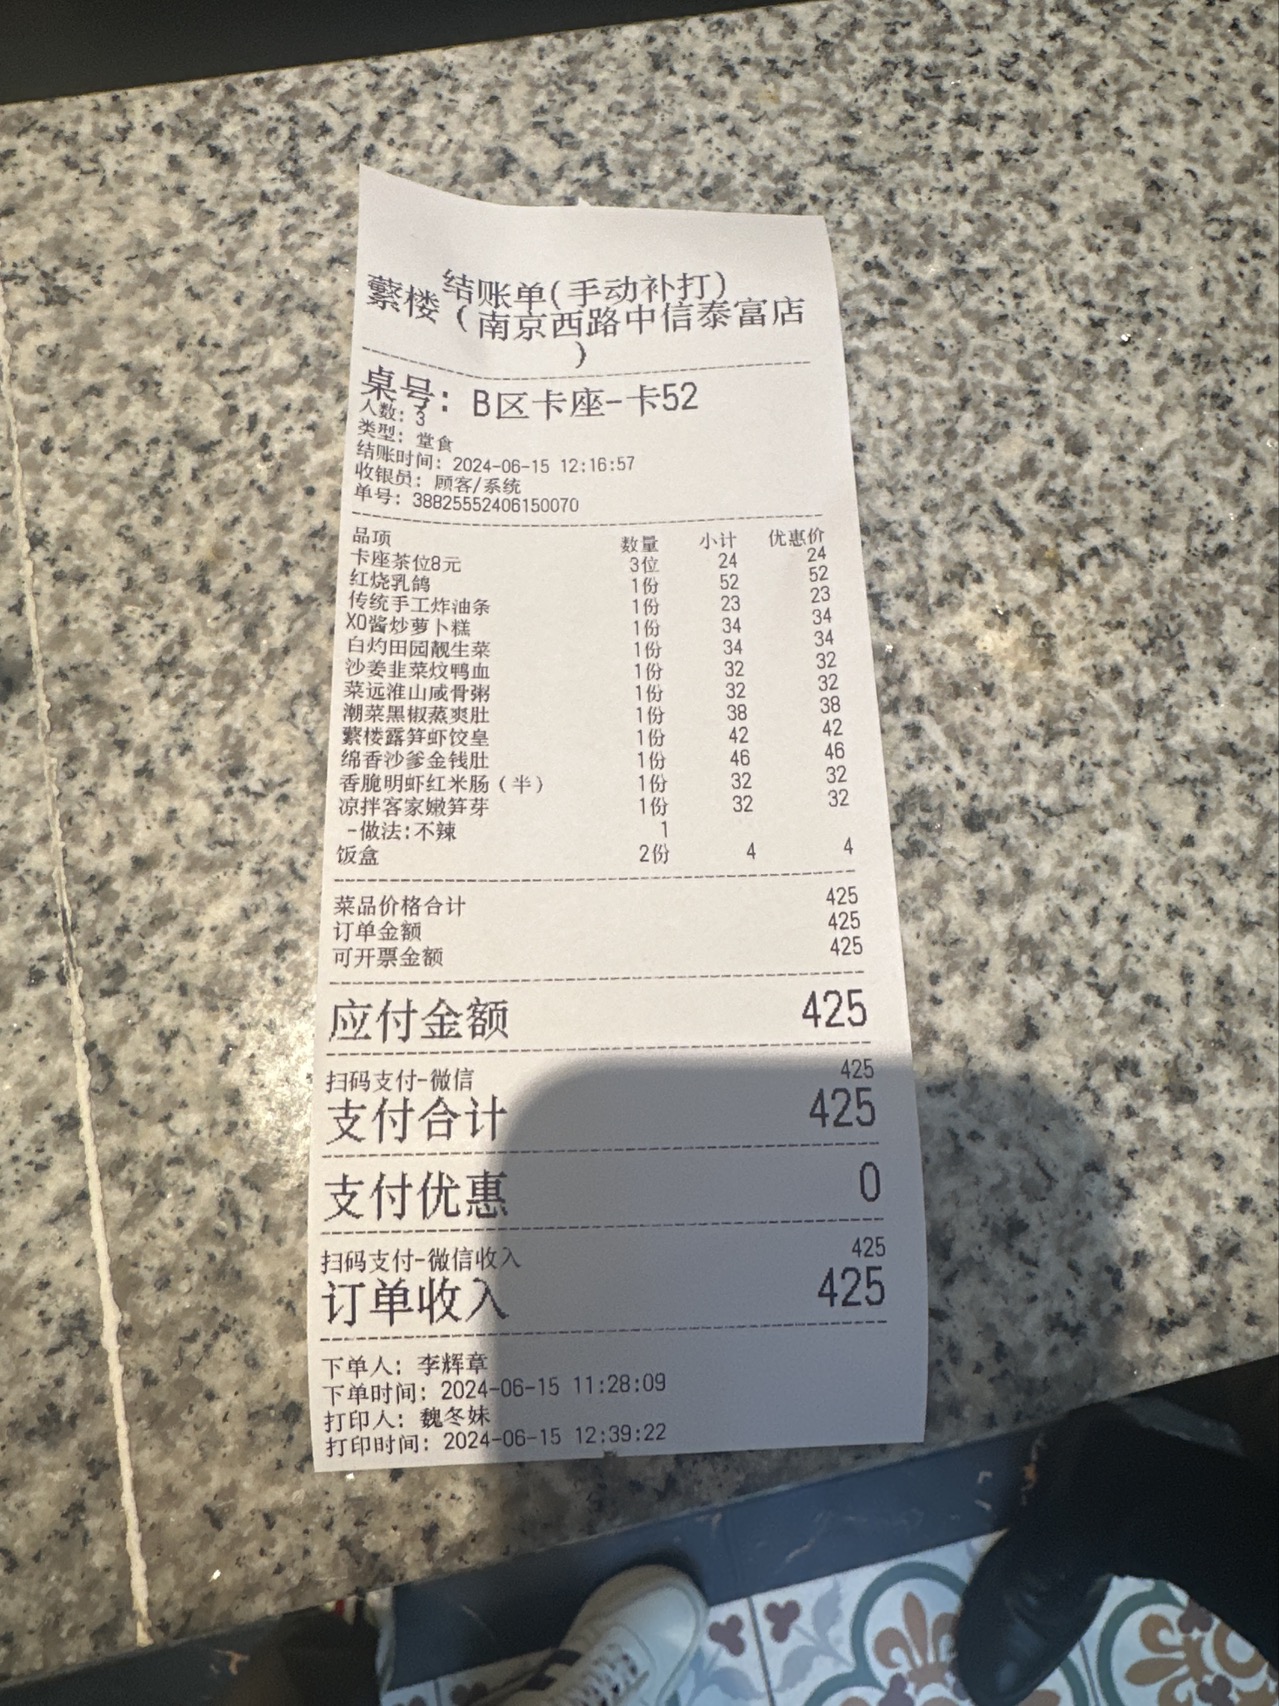 结账单(手动补打)
蘩楼(南京西路中信泰富店
)
桌号: B区卡座-卡52
人数: 3
类型: 堂食
结账时间: 2024-06-15 12:16:57
收银员: 顾客/系统
单号: 38825552406150070
品项 数量 小计 优惠价
卡座茶位8元 3位 24 24
红烧乳鸽 1份 52 52
传统手工炸油条 1份 23 23
XO酱炒萝卜糕 1份 34 34
白灼田园靓生菜 1份 34 34
沙姜韭菜炆鸭血 1份 32 32
菜远淮山咸骨粥 1份 32 32
潮菜黑椒蒸爽肚 1份 38 38
蘩楼露笋虾饺皇 1份 42 42
绵香沙爹金钱肚 1份 46 46
香脆明虾红米肠(半) 1份 32 32
凉拌客家嫩笋芽 1份 32 32
-做法:不辣 1
饭盒 2份 4 4
菜品价格合计 425
订单金额 425
可开票金额 425
应付金额 425
扫码支付-微信 425
支付合计 425
支付优惠 0
扫码支付-微信收入 425
订单收入 425
下单人: 李辉章
下单时间: 2024-06-15 11:28:09
打印人: 魏冬妹
打印时间: 2024-06-15 12:39:22